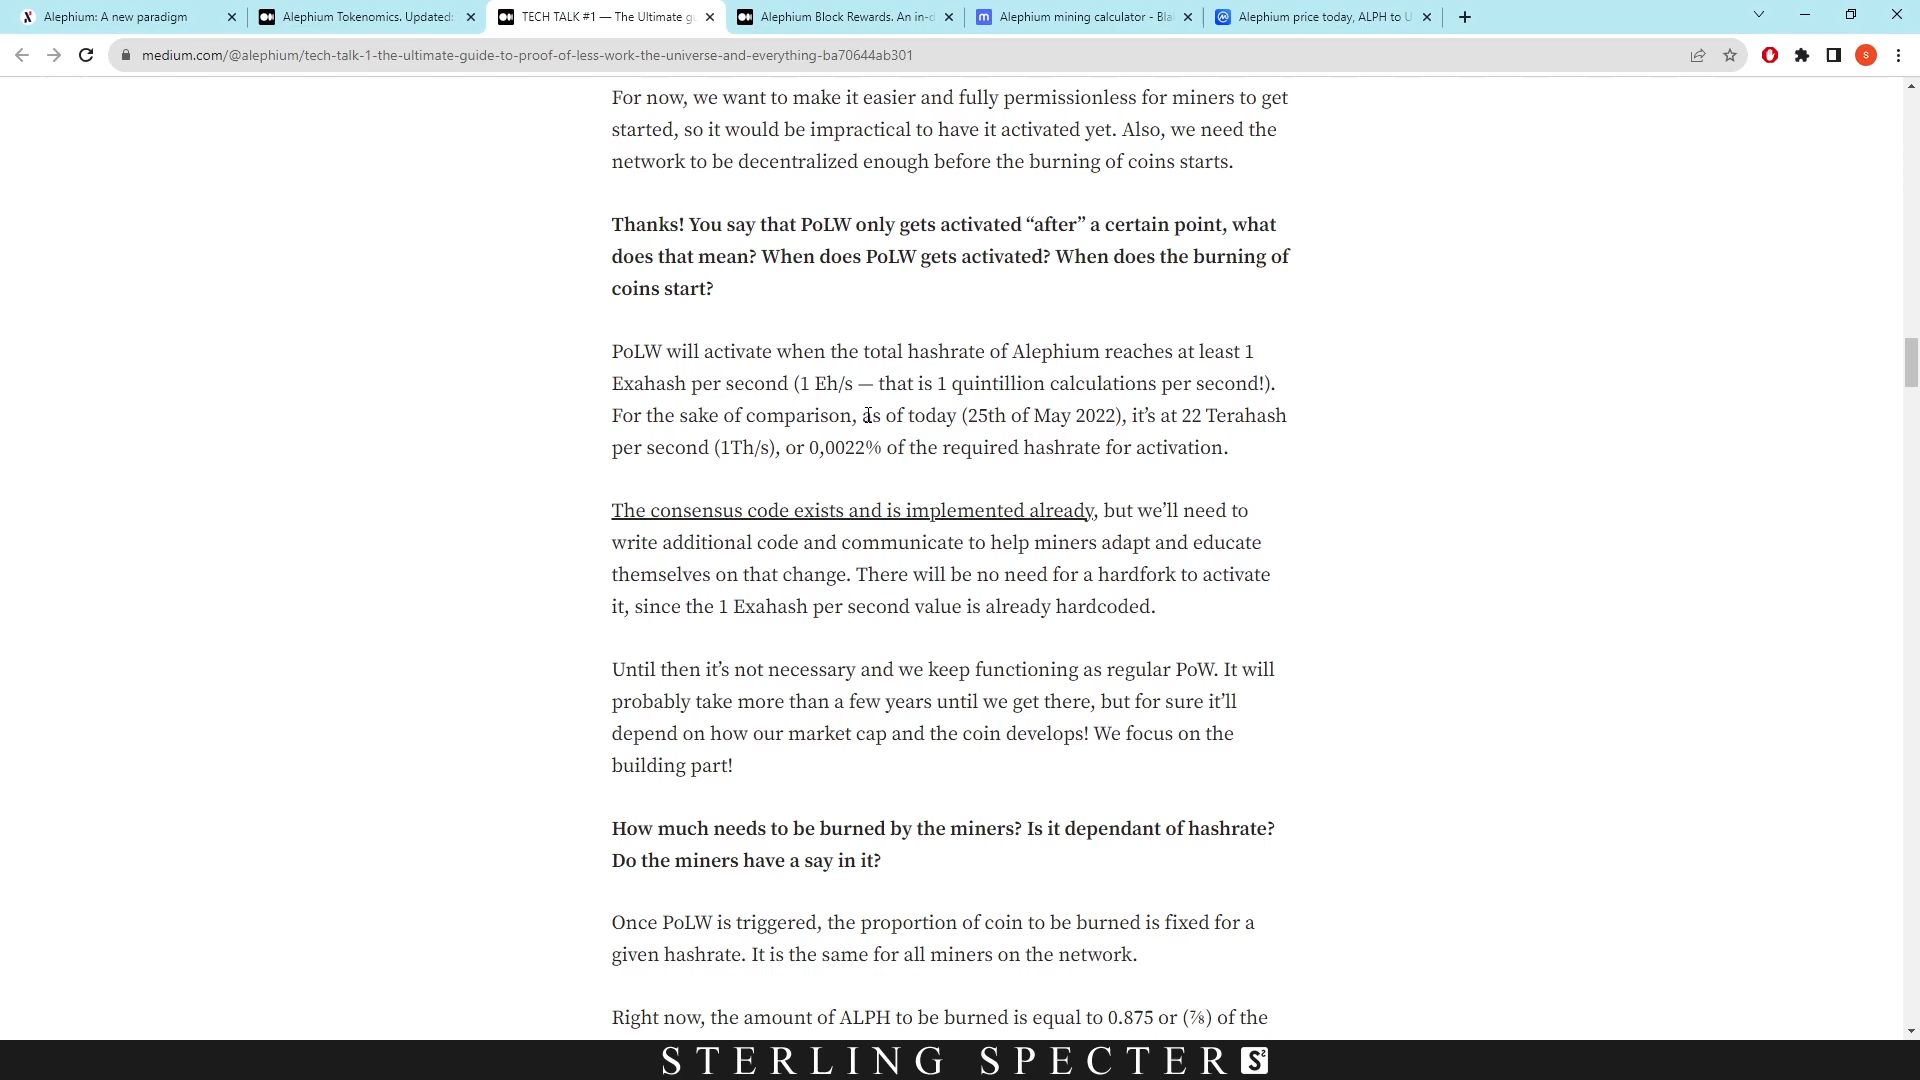 Alephium: A new paradigm
Alephium Tokenomics. Updated:
TECH TALK #1 — The Ultimate gu
Alephium Block Rewards. An in-d
Alephium mining calculator - Bla
Alephium price today, ALPH to U
medium.com/@alephium/tech-talk-1-the-ultimate-guide-to-proof-of-less-work-the-universe-and-everything-ba70644ab301
S
For now, we want to make it easier and fully permissionless for miners to get
started, so it would be impractical to have it activated yet. Also, we need the
network to be decentralized enough before the burning of coins starts.
Thanks! You say that PoLW only gets activated “after” a certain point, what
does that mean? When does PoLW gets activated? When does the burning of
coins start?
PoLW will activate when the total hashrate of Alephium reaches at least 1
Exahash per second (1 Eh/s — that is 1 quintillion calculations per second!).
For the sake of comparison, as of today (25th of May 2022), it’s at 22 Terahash
per second (1Th/s), or 0,0022% of the required hashrate for activation.
The consensus code exists and is implemented already, but we’ll need to
write additional code and communicate to help miners adapt and educate
themselves on that change. There will be no need for a hardfork to activate
it, since the 1 Exahash per second value is already hardcoded.
Until then it’s not necessary and we keep functioning as regular PoW. It will
probably take more than a few years until we get there, but for sure it’ll
depend on how our market cap and the coin develops! We focus on the
building part!
How much needs to be burned by the miners? Is it dependant of hashrate?
Do the miners have a say in it?
Once PoLW is triggered, the proportion of coin to be burned is fixed for a
given hashrate. It is the same for all miners on the network.
Right now, the amount of ALPH to be burned is equal to 0.875 or (⅞) of the
STERLING SPECTER S²